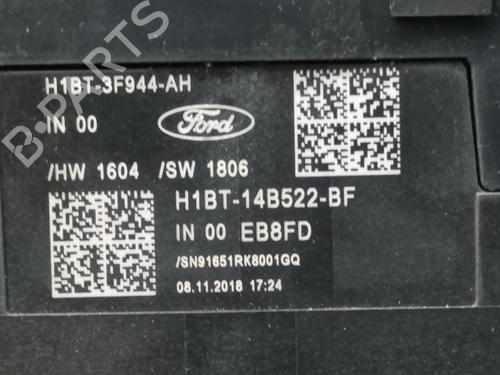 H1BT-3F944-AH
IN 00
Ford
/HW 1604 /SW 1806
H1BT-14B522-BF
IN 00 EB8FD
/SN91651RK8001GQ
08.11.2018 17:24
B-PARTS